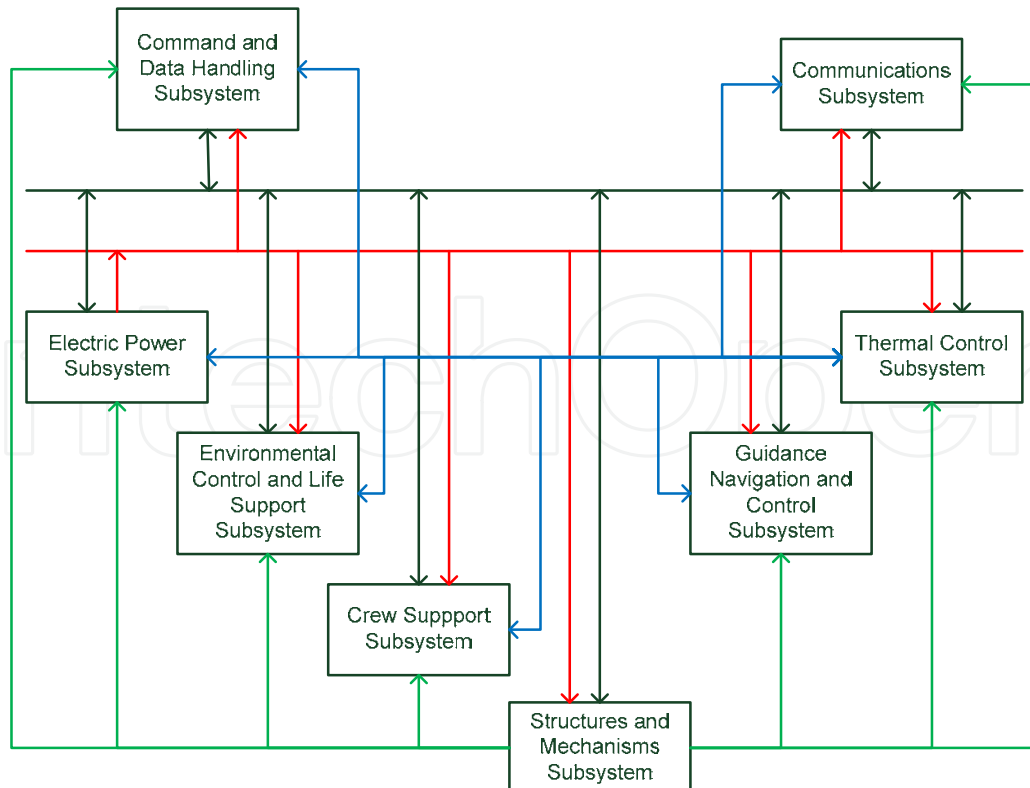 Command and
Data Handling
Subsystem
Communications
Subsystem
Electric Power
Subsystem
Thermal Control
Subsystem
Environmental
Control and Life
Support
Subsystem
Guidance
Navigation and
Control
Subsystem
Crew Suppport
Subsystem
Structures and
Mechanisms
Subsystem